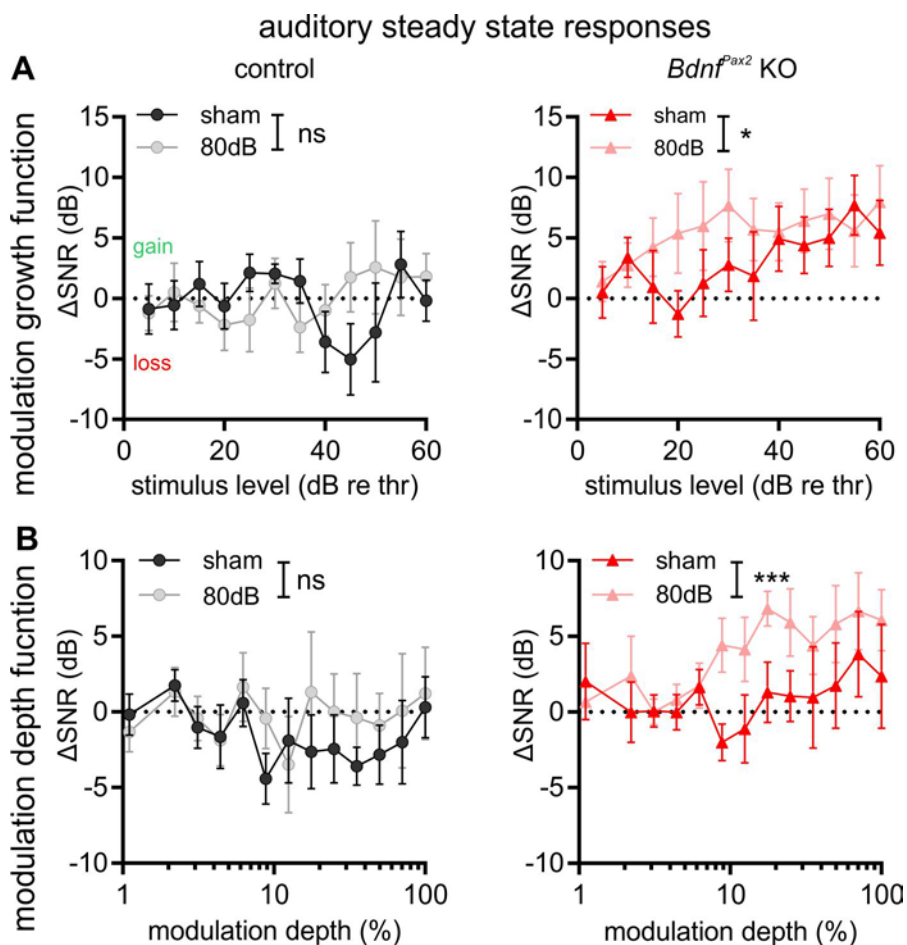 auditory steady state responses
A
control
Bdnf^Pax2 KO
modulation growth function
ΔSNR (dB)
15
10
5
0
-5
-10
sham
80dB
ns
gain
loss
0
20
40
60
stimulus level (dB re thr)
ΔSNR (dB)
15
10
5
0
-5
-10
sham
80dB
*
0
20
40
60
stimulus level (dB re thr)
B
modulation depth fucntion
ΔSNR (dB)
10
5
0
-5
-10
sham
80dB
ns
1
10
100
modulation depth (%)
ΔSNR (dB)
10
5
0
-5
-10
sham
80dB
***
1
10
100
modulation depth (%)